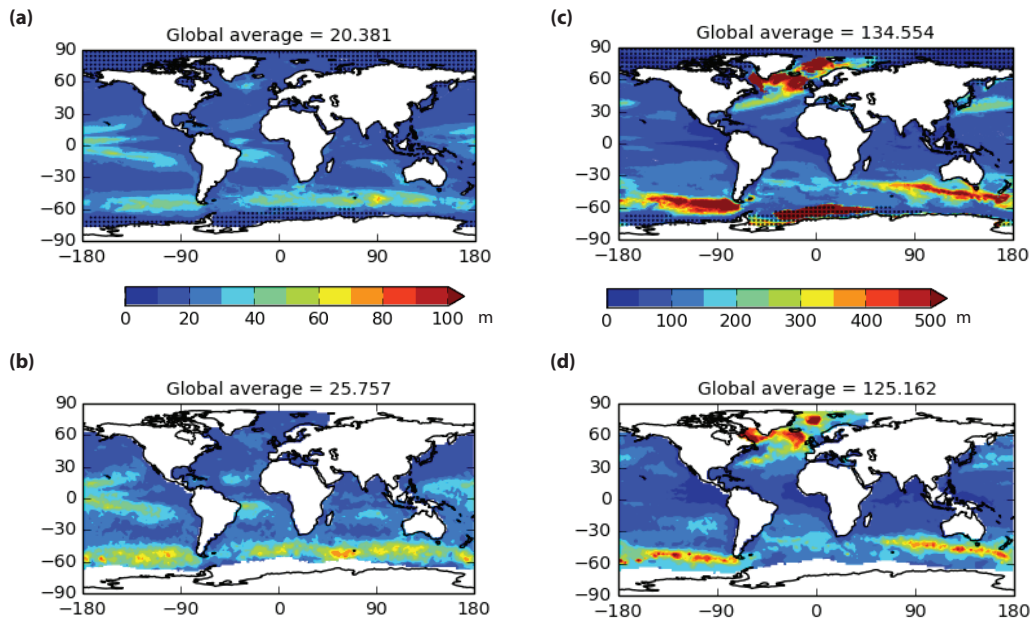 (a)
Global average = 20.381
90
60
30
0
−30
−60
−90
−180 −90 0 90 180
0 20 40 60 80 100 m
(c)
Global average = 134.554
90
60
30
0
−30
−60
−90
−180 −90 0 90 180
0 100 200 300 400 500 m
(b)
Global average = 25.757
90
60
30
0
−30
−60
−90
−180 −90 0 90 180
(d)
Global average = 125.162
90
60
30
0
−30
−60
−90
−180 −90 0 90 180